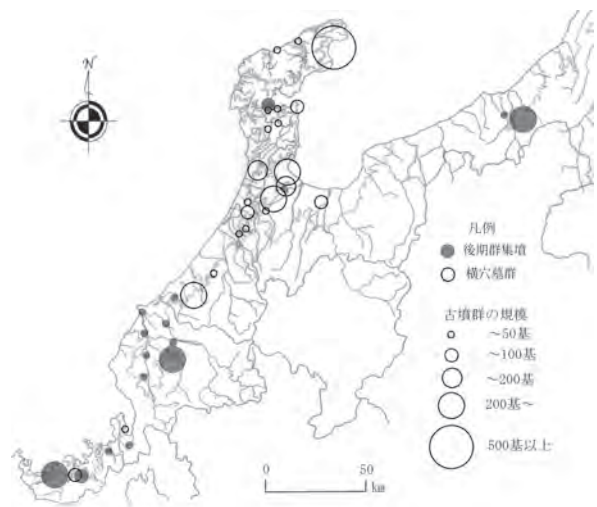 N
凡例
後期群集墳
横穴墓群
古墳群の規模
～50基
～100基
～200基
200基～
500基以上
0 50
km